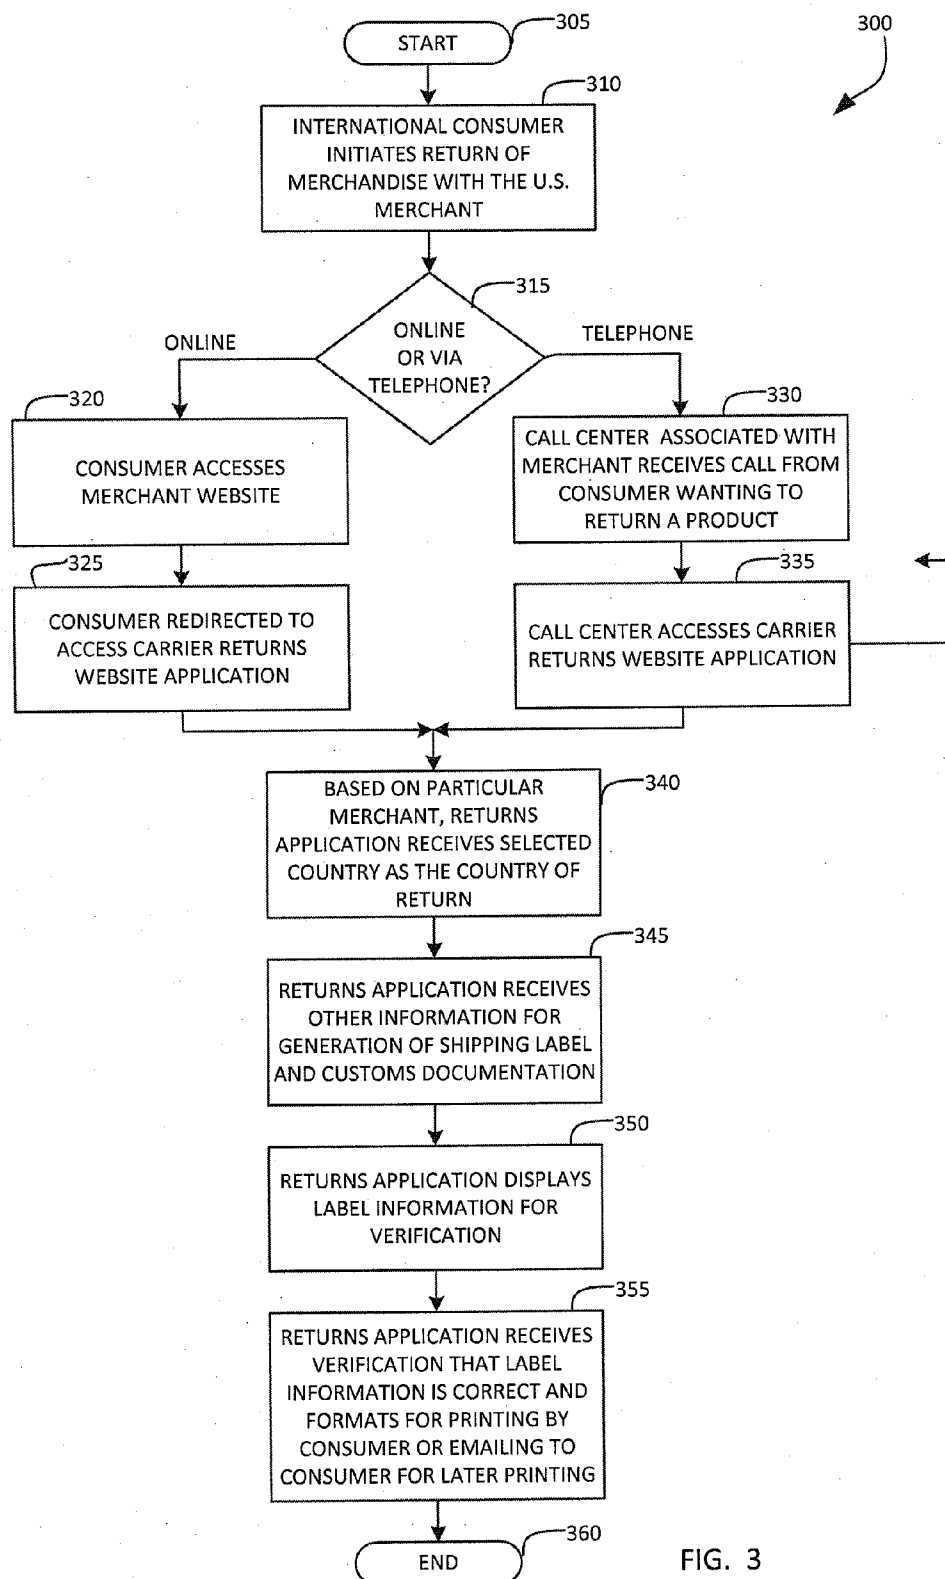 START
305
300
310
INTERNATIONAL CONSUMER
INITIATES RETURN OF
MERCHANDISE WITH THE U.S.
MERCHANT
315
ONLINE
OR VIA
TELEPHONE?
ONLINE
TELEPHONE
320
CONSUMER ACCESSES
MERCHANT WEBSITE
330
CALL CENTER ASSOCIATED WITH
MERCHANT RECEIVES CALL FROM
CONSUMER WANTING TO
RETURN A PRODUCT
325
CONSUMER REDIRECTED TO
ACCESS CARRIER RETURNS
WEBSITE APPLICATION
335
CALL CENTER ACCESSES CARRIER
RETURNS WEBSITE APPLICATION
340
BASED ON PARTICULAR
MERCHANT, RETURNS
APPLICATION RECEIVES SELECTED
COUNTRY AS THE COUNTRY OF
RETURN
345
RETURNS APPLICATION RECEIVES
OTHER INFORMATION FOR
GENERATION OF SHIPPING LABEL
AND CUSTOMS DOCUMENTATION
350
RETURNS APPLICATION DISPLAYS
LABEL INFORMATION FOR
VERIFICATION
355
RETURNS APPLICATION RECEIVES
VERIFICATION THAT LABEL
INFORMATION IS CORRECT AND
FORMATS FOR PRINTING BY
CONSUMER OR EMAILING TO
CONSUMER FOR LATER PRINTING
360
END
FIG. 3